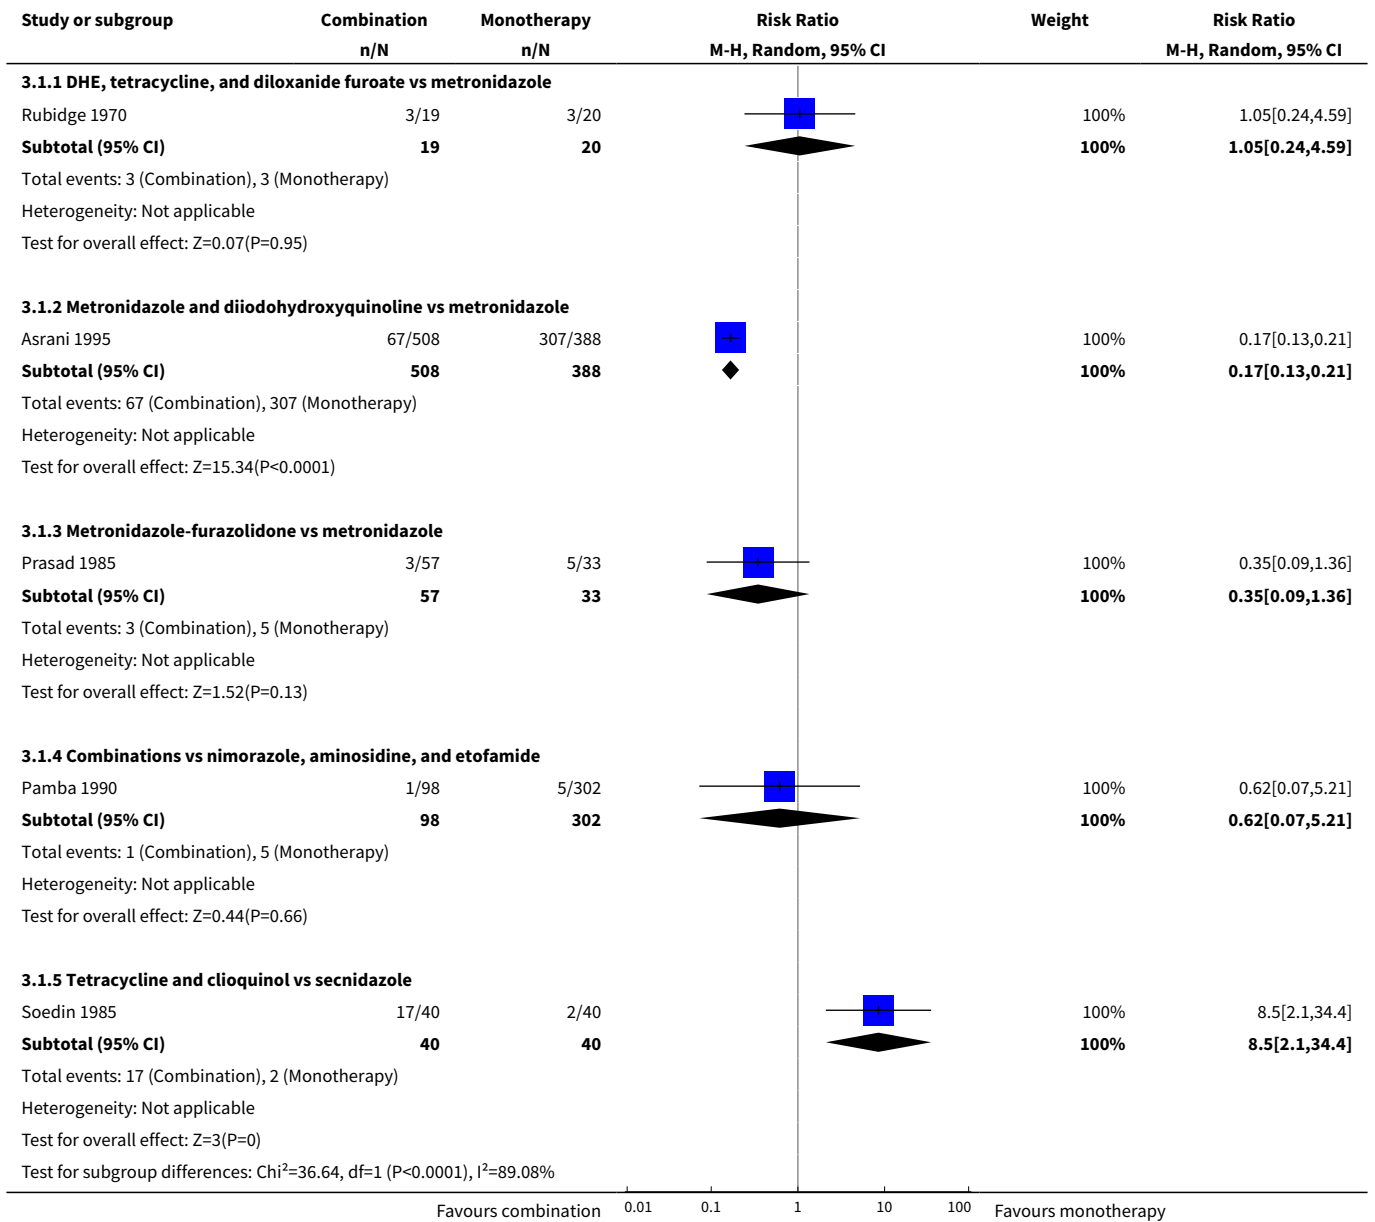 Study or subgroup Combination Monotherapy Risk Ratio Weight Risk Ratio
n/N n/N M-H, Random, 95% CI M-H, Random, 95% CI
3.1.1 DHE, tetracycline, and diloxanide furoate vs metronidazole
Rubidge 1970 3/19 3/20 100% 1.05[0.24,4.59]
Subtotal (95% CI) 19 20 100% 1.05[0.24,4.59]
Total events: 3 (Combination), 3 (Monotherapy)
Heterogeneity: Not applicable
Test for overall effect: Z=0.07(P=0.95)
3.1.2 Metronidazole and diiodohydroxyquinoline vs metronidazole
Asrani 1995 67/508 307/388 100% 0.17[0.13,0.21]
Subtotal (95% CI) 508 388 100% 0.17[0.13,0.21]
Total events: 67 (Combination), 307 (Monotherapy)
Heterogeneity: Not applicable
Test for overall effect: Z=15.34(P<0.0001)
3.1.3 Metronidazole-furazolidone vs metronidazole
Prasad 1985 3/57 5/33 100% 0.35[0.09,1.36]
Subtotal (95% CI) 57 33 100% 0.35[0.09,1.36]
Total events: 3 (Combination), 5 (Monotherapy)
Heterogeneity: Not applicable
Test for overall effect: Z=1.52(P=0.13)
3.1.4 Combinations vs nimorazole, aminosidine, and etofamide
Pamba 1990 1/98 5/302 100% 0.62[0.07,5.21]
Subtotal (95% CI) 98 302 100% 0.62[0.07,5.21]
Total events: 1 (Combination), 5 (Monotherapy)
Heterogeneity: Not applicable
Test for overall effect: Z=0.44(P=0.66)
3.1.5 Tetracycline and clioquinol vs secnidazole
Soedin 1985 17/40 2/40 100% 8.5[2.1,34.4]
Subtotal (95% CI) 40 40 100% 8.5[2.1,34.4]
Total events: 17 (Combination), 2 (Monotherapy)
Heterogeneity: Not applicable
Test for overall effect: Z=3(P=0)
Test for subgroup differences: Chi²=36.64, df=1 (P<0.0001), I²=89.08%
Favours combination 0.01 0.1 1 10 100 Favours monotherapy